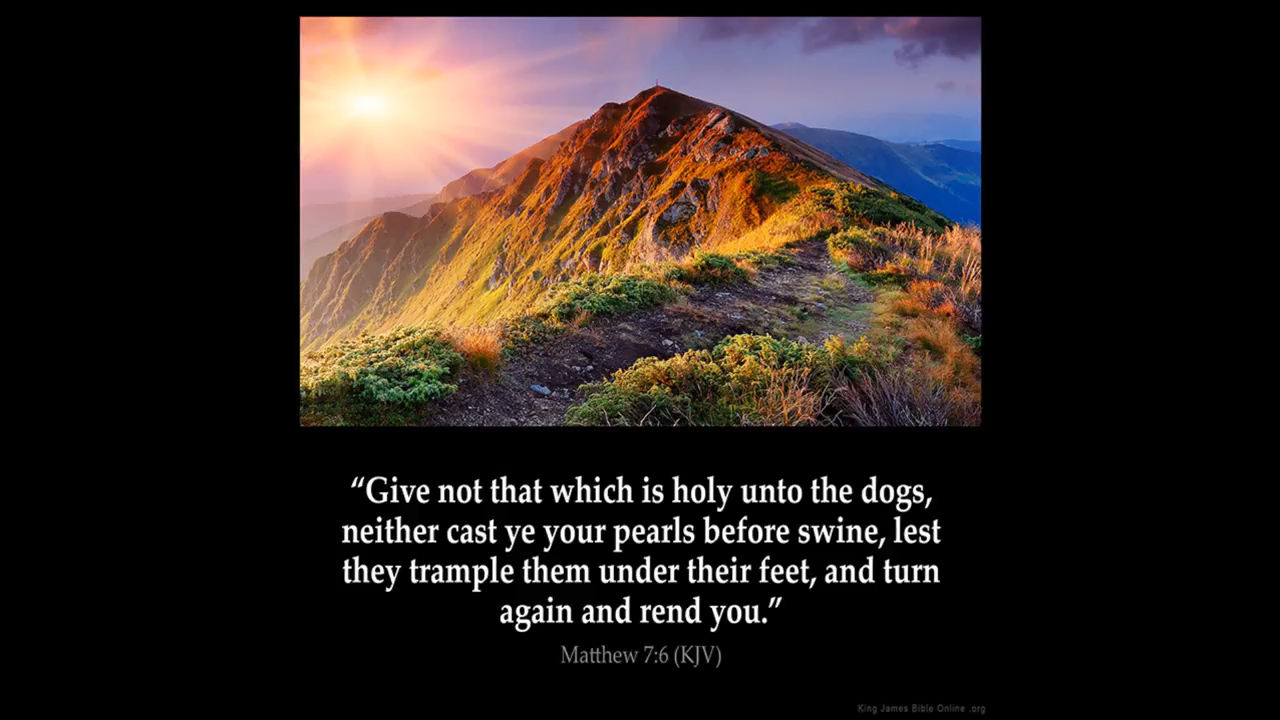 “Give not that which is holy unto the dogs,
neither cast ye your pearls before swine, lest
they trample them under their feet, and turn
again and rend you.”
Matthew 7:6 (KJV)
King James Bible Online .org